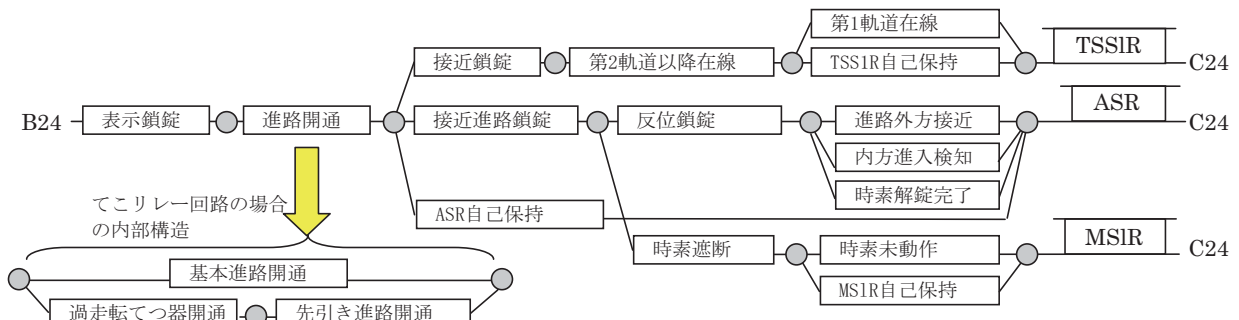 第1軌道在線
TSS1R
接近鎖錠
第2軌道以降在線
TSS1R自己保持
C24
ASR
B24
表示鎖錠
進路開通
接近進路鎖錠
反位鎖錠
進路外方接近
C24
内方進入検知
時素解錠完了
てこリレー回路の場合
の内部構造
ASR自己保持
MS1R
時素遮断
時素未動作
C24
基本進路開通
MS1R自己保持
過走転てつ器開通
先引き進路開通